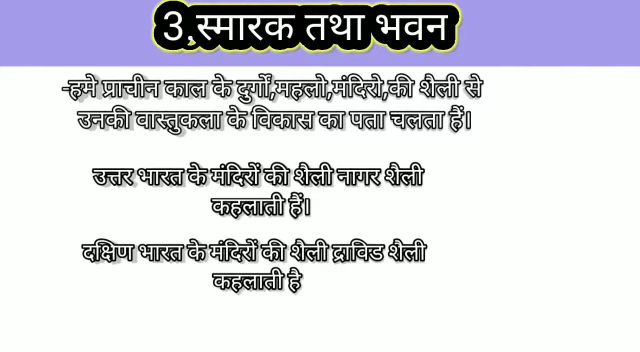 3.स्मारक तथा भवन
-हमे प्राचीन काल के दुर्गो,महलो,मंदिरो,की शैली से
उनकी वास्तुकला के विकास का पता चलता हैं।
उत्तर भारत के मंदिरों की शैली नागर शैली
कहलाती हैं।
दक्षिण भारत के मंदिरों की शैली द्राविड शैली
कहलाती है